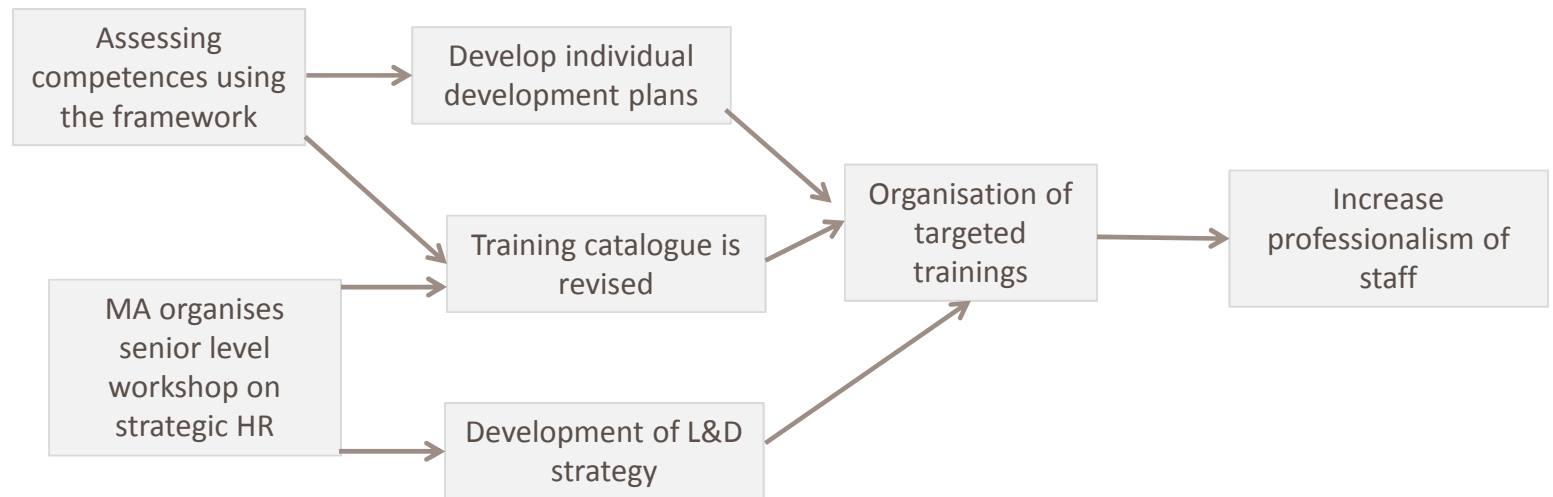 Assessing
competences using
the framework
Develop individual
development plans
Training catalogue is
revised
MA organises
senior level
workshop on
strategic HR
Development of L&D
strategy
Organisation of
targeted
trainings
Increase
professionalism of
staff